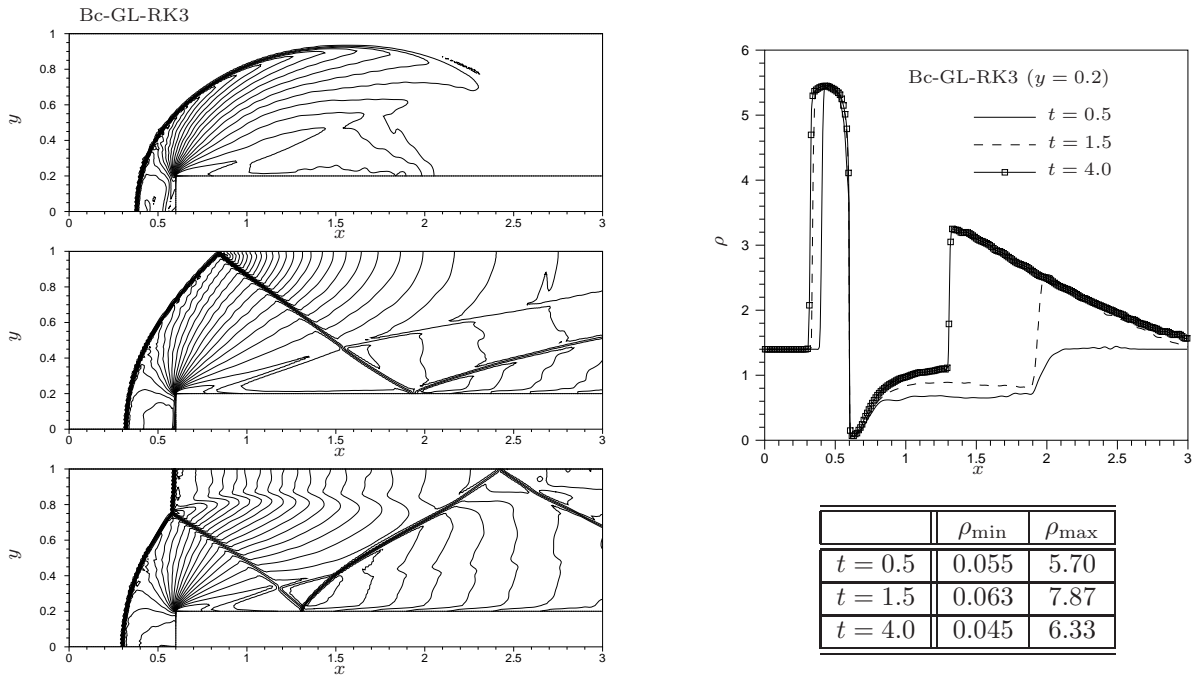 Bc-GL-RK3
1
0.8
0.6
y
0.4
0.2
0
0 0.5 1 1.5 2 2.5 3
x
1
0.8
0.6
y
0.4
0.2
0
0 0.5 1 1.5 2 2.5 3
x
1
0.8
0.6
y
0.4
0.2
0
0 0.5 1 1.5 2 2.5 3
x
6
5
4
3
ρ
2
1
0
0 0.5 1 1.5 2 2.5 3
x
Bc-GL-RK3 (y = 0.2)
t = 0.5
t = 1.5
t = 4.0
ρmin ρmax
t = 0.5 0.055 5.70
t = 1.5 0.063 7.87
t = 4.0 0.045 6.33